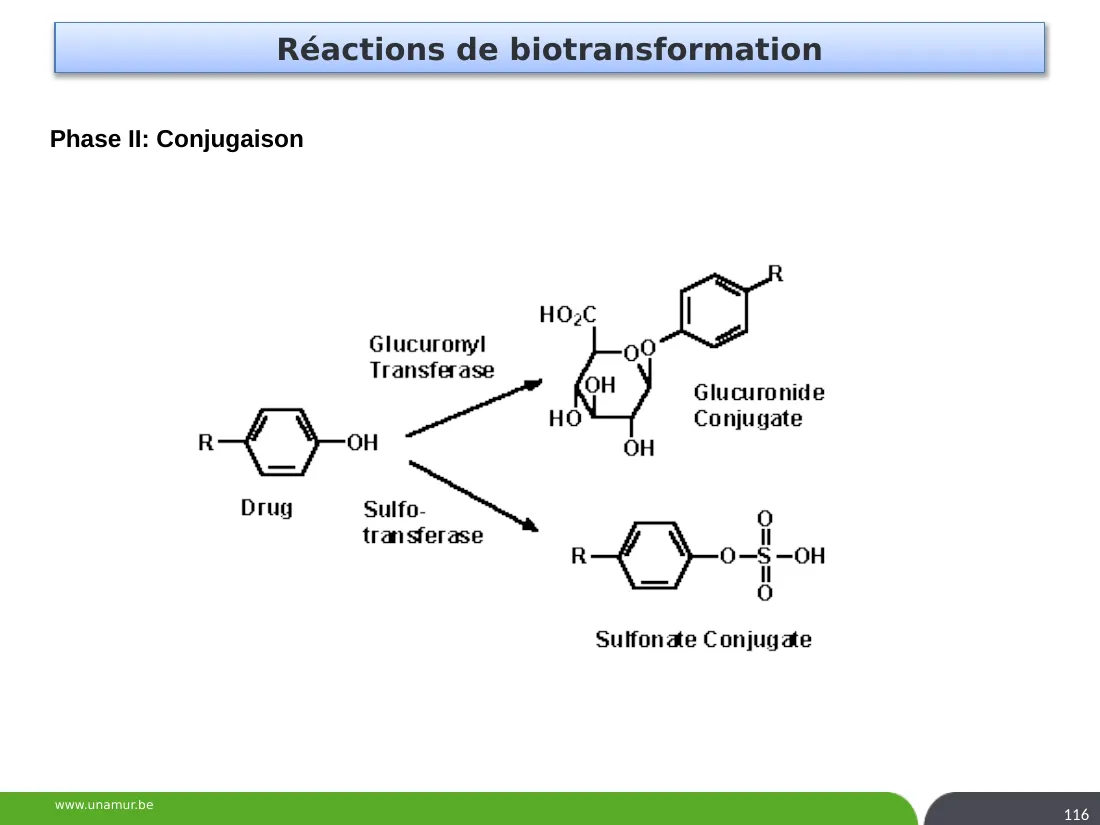 Réactions de biotransformation
Phase II: Conjugaison
R
HO₂C
O
O
Glucuronyl
Transferase
OH
Glucuronide
Conjugate
HO
OH
R
OH
Drug
Sulfo-
transferase
O
R
O
S
OH
O
Sulfonate Conjugate
www.unamur.be
116